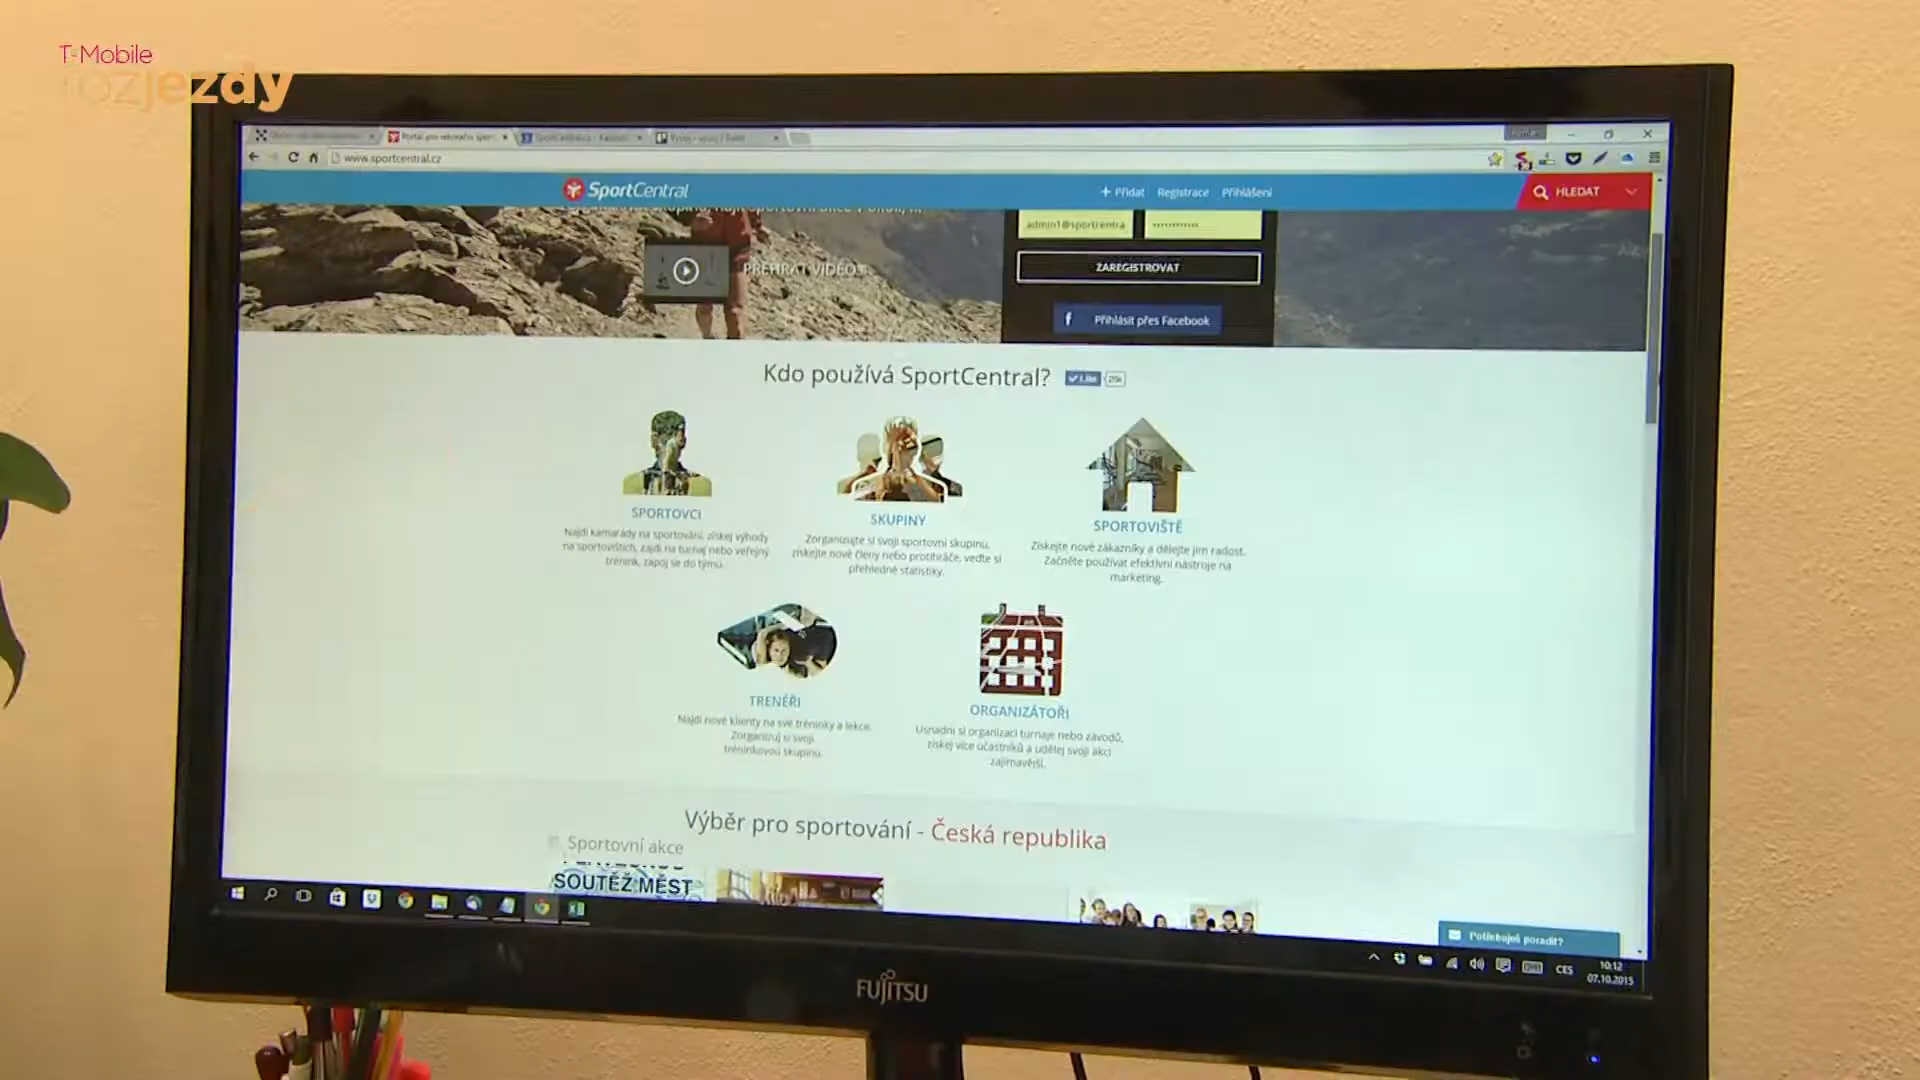 T-Mobile
rozjezdy
www.sportcentral.cz
SportCentral
+ Přidat Registrace Přihlášení
HLEDAT
admin1@sportcentra
PŘEHRÁT VIDEO
ZAREGISTROVAT
Přihlásit přes Facebook
Kdo používá SportCentral?
Like 25k
SPORTOVCI
Najdi kamarády na sportování, získej výhody
na sportovištích, zajdi na turnaj nebo veřejný
trénink, zapoj se do týmu.
SKUPINY
Zorganizujte si svoji sportovní skupinu,
získejte nové členy nebo protihráče, veďte si
přehledné statistiky.
SPORTOVIŠTĚ
Získejte nové zákazníky a dělejte jim radost.
Začněte používat efektivní nástroje na
marketing.
TRENÉŘI
Najdi nové klienty na své tréninky a lekce.
Zorganizuj si svoji
tréninkovou skupinu.
ORGANIZÁTOŘI
Usnadni si organizaci turnaje nebo závodů,
získej více účastníků a udělej svoji akci
zajímavější.
Výběr pro sportování - Česká republika
Sportovní akce
SOUTĚŽ MĚST
Potřebuješ poradit?
CES
10:12
07.10.2015
FUJITSU